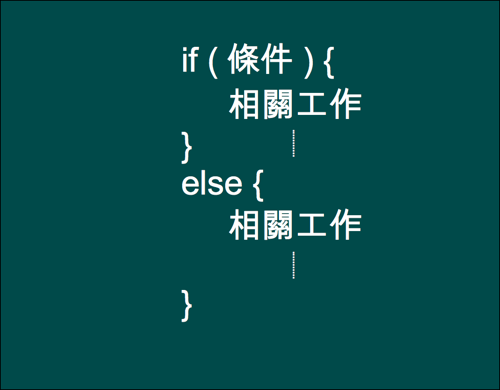 if ( 條件 ) {
相關工作
}
else {
相關工作
}